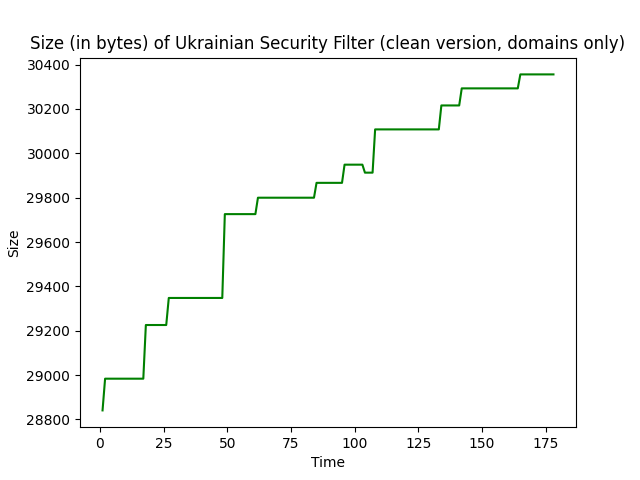 Size (in bytes) of Ukrainian Security Filter (clean version, domains only)
30400
30200
30000
29800
29600
29400
29200
29000
28800
Size
0 25 50 75 100 125 150 175
Time